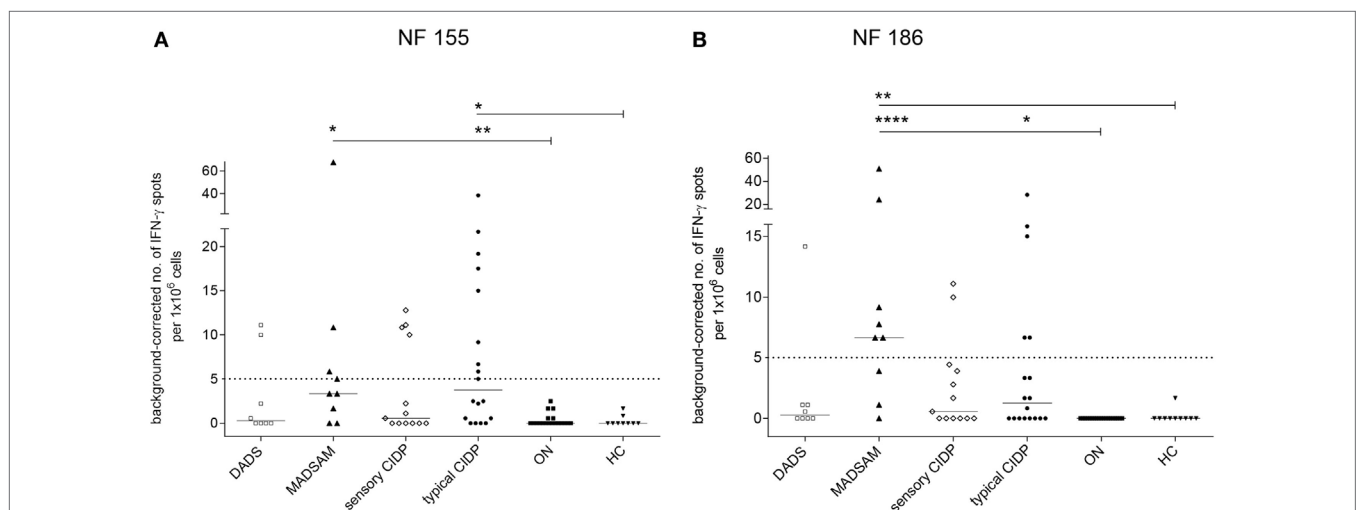 A
NF 155
B
NF 186
*
*
**
**
****
*
background-corrected no. of IFN-γ spots
per 1x10⁶ cells
60
40
20
15
10
5
0
DADS
MADSAM
sensory CIDP
typical CIDP
ON
HC
background-corrected no. of IFN-γ spots
per 1x10⁶ cells
60
40
20
15
10
5
0
DADS
MADSAM
sensory CIDP
typical CIDP
ON
HC